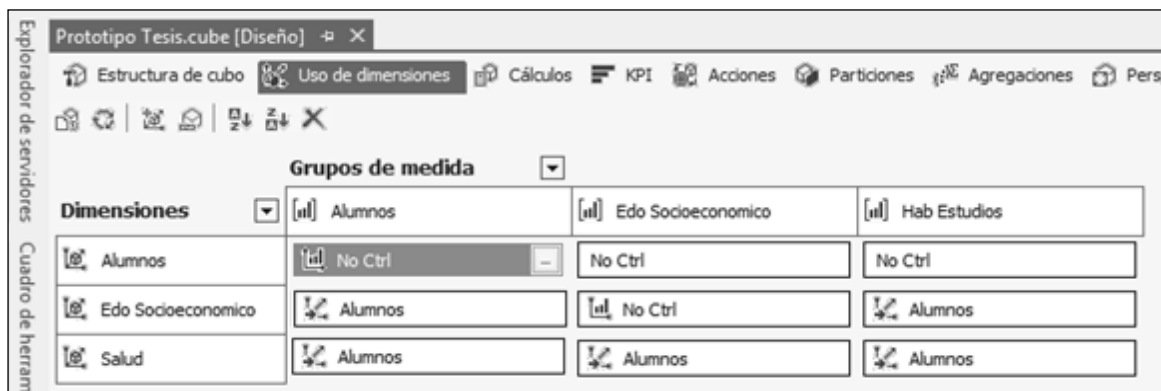 Prototipo Tesis.cube [Diseño]
Estructura de cubo Uso de dimensiones Cálculos KPI Acciones Particiones Agregaciones Pers
Grupos de medida
Dimensiones Alumnos Edo Socioeconomico Hab Estudios
Alumnos No Ctrl ... No Ctrl No Ctrl
Edo Socioeconomico Alumnos No Ctrl Alumnos
Salud Alumnos Alumnos Alumnos
Explorador de servidores
Cuadro de herram